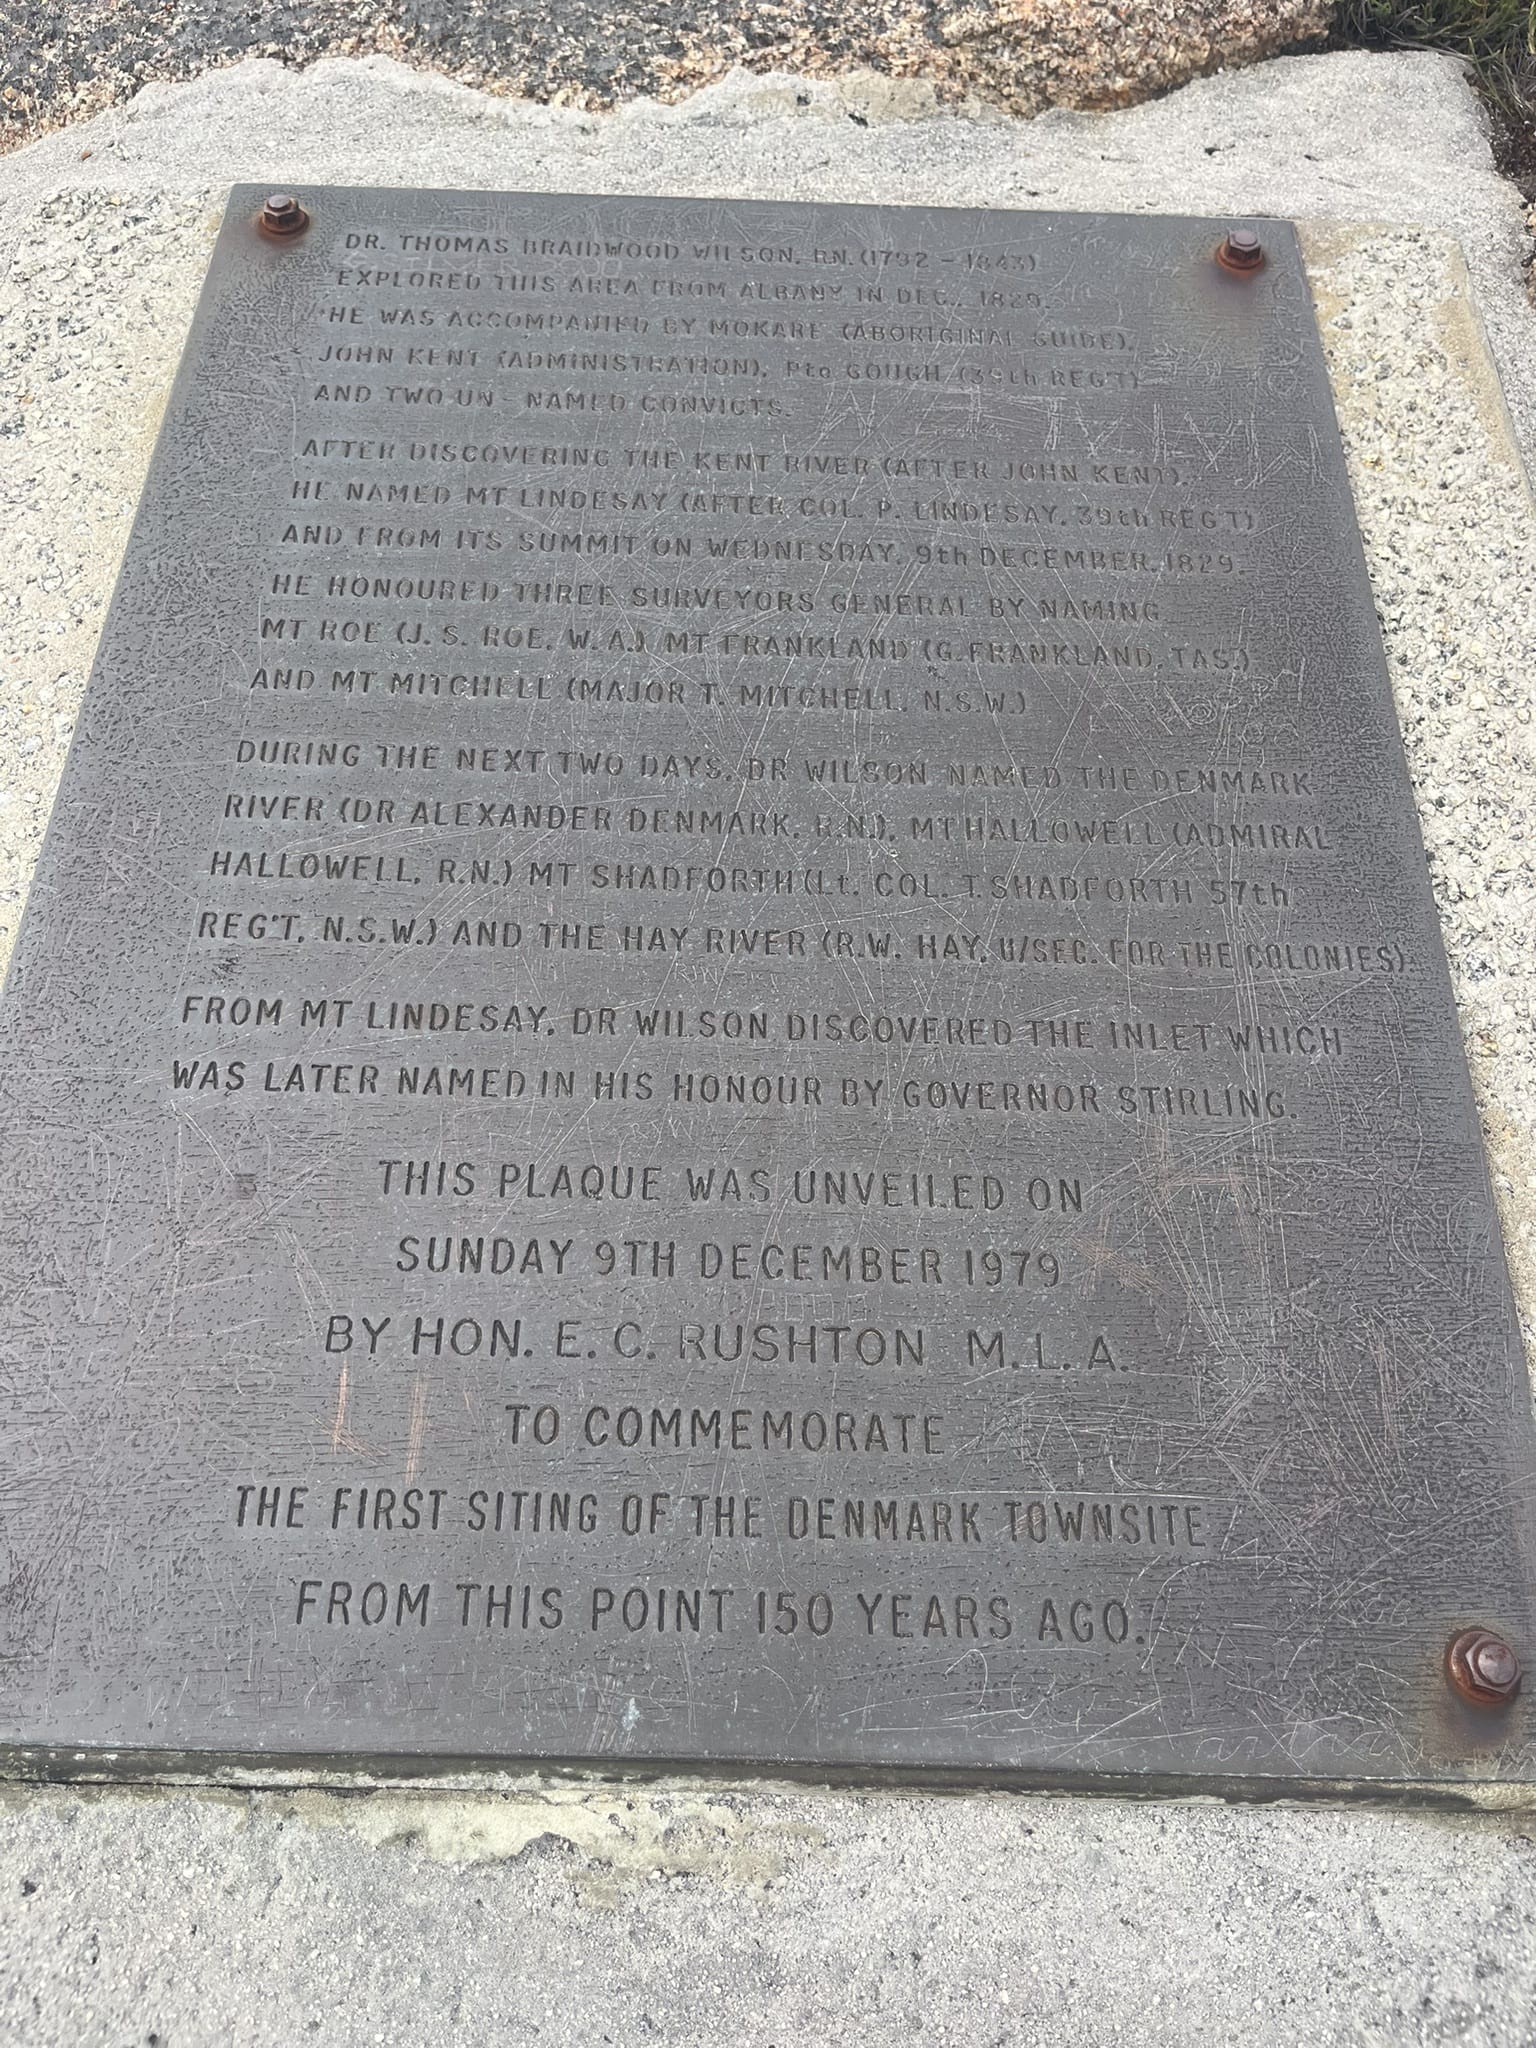 DR. THOMAS BRAIDWOOD WILSON, RN. (1792 - 1843)
EXPLORED THIS AREA FROM ALBANY IN DEC., 1829.
HE WAS ACCOMPANIED BY MOKARE (ABORIGINAL GUIDE),
JOHN KENT (ADMINISTRATION), Pte GOUGH (39th REG'T)
AND TWO UN - NAMED CONVICTS.
AFTER DISCOVERING THE KENT RIVER (AFTER JOHN KENT),
HE NAMED MT LINDESAY (AFTER COL. P. LINDESAY, 39th REG'T)
AND FROM ITS SUMMIT ON WEDNESDAY, 9th DECEMBER, 1829,
HE HONOURED THREE SURVEYORS GENERAL BY NAMING
MT ROE (J. S. ROE, W. A.) MT FRANKLAND (G. FRANKLAND, TAS.)
AND MT MITCHELL (MAJOR T. MITCHELL, N.S.W.)
DURING THE NEXT TWO DAYS, DR WILSON NAMED THE DENMARK
RIVER (DR ALEXANDER DENMARK, R.N.), MT HALLOWELL (ADMIRAL
HALLOWELL, R.N.) MT SHADFORTH (Lt. COL. T. SHADFORTH 57th
REG'T, N.S.W.) AND THE HAY RIVER (R.W. HAY, U/SEC. FOR THE COLONIES)
FROM MT LINDESAY, DR WILSON DISCOVERED THE INLET WHICH
WAS LATER NAMED IN HIS HONOUR BY GOVERNOR STIRLING.
THIS PLAQUE WAS UNVEILED ON
SUNDAY 9TH DECEMBER 1979
BY HON. E. C. RUSHTON M. L. A.
TO COMMEMORATE
THE FIRST SITING OF THE DENMARK TOWNSITE
FROM THIS POINT 150 YEARS AGO.